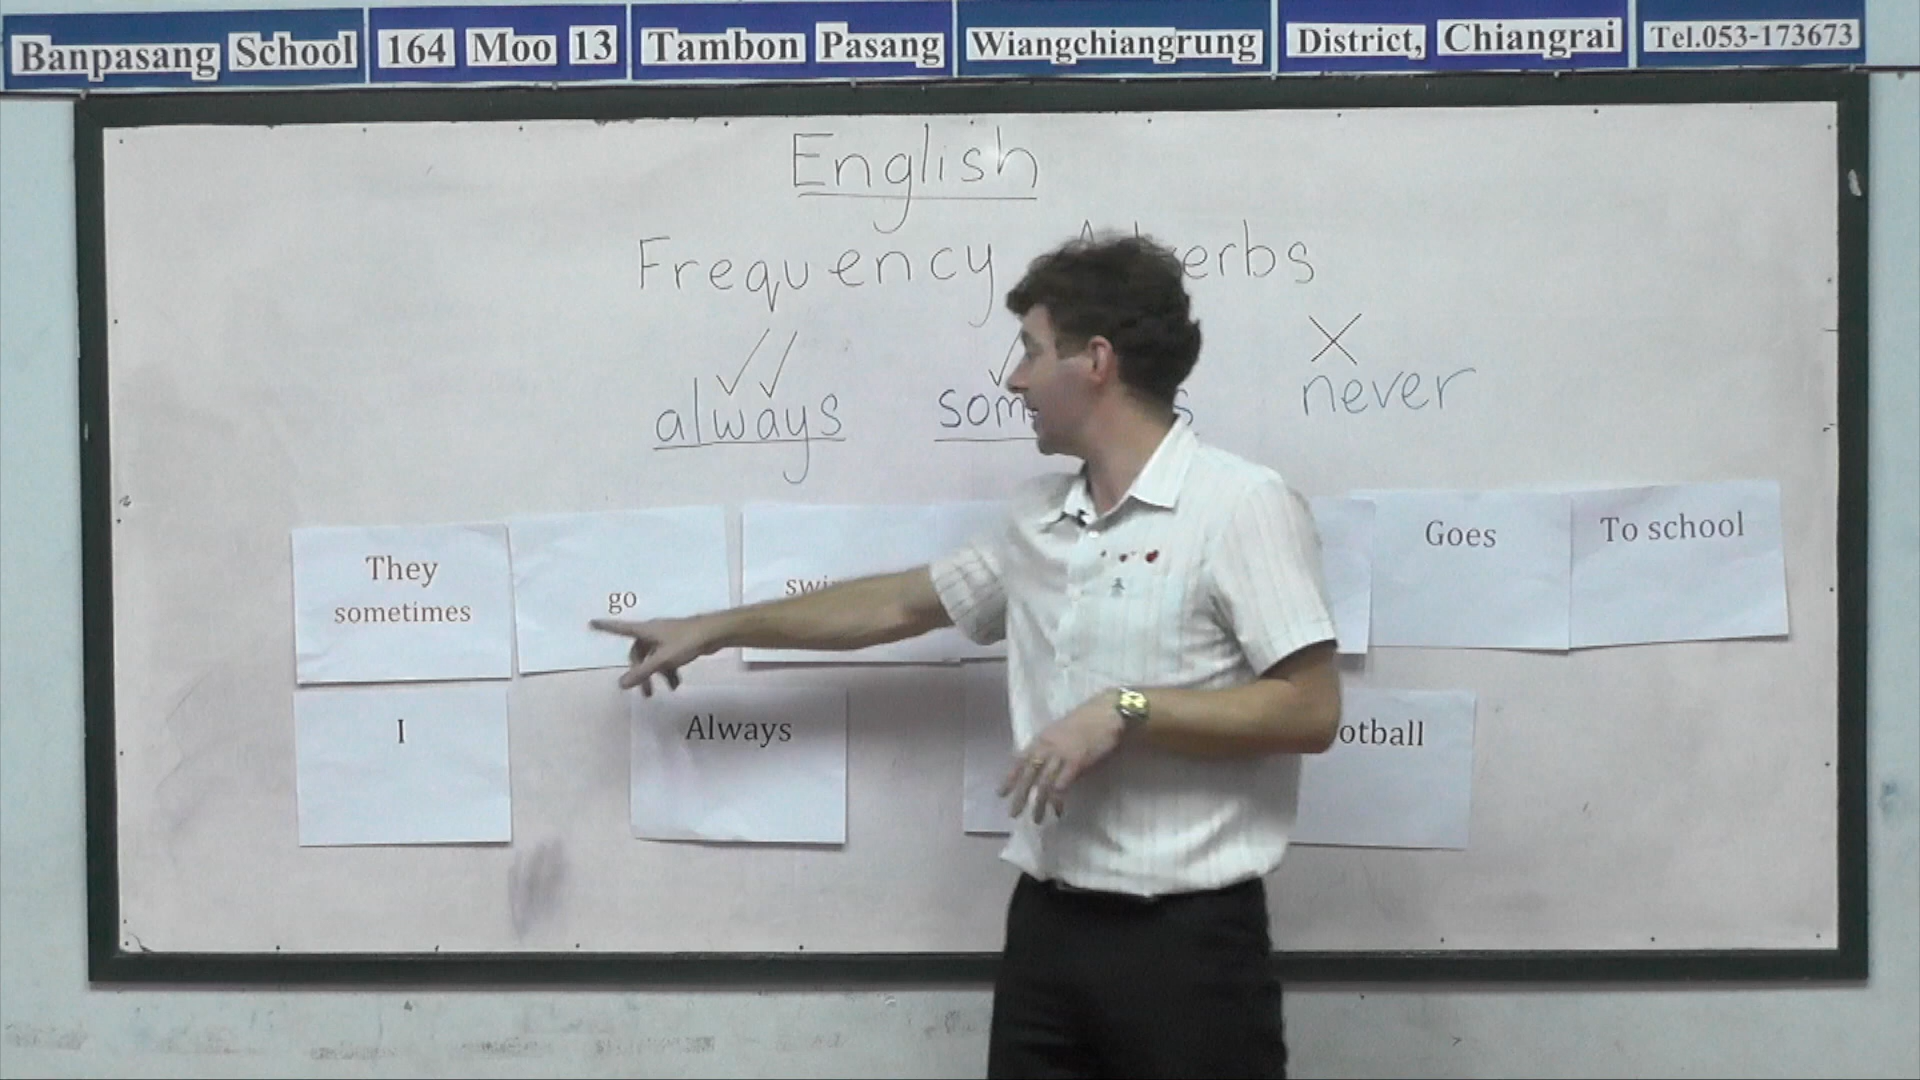 Banpasang School 164 Moo 13 Tambon Pasang Wiangchiangrung District, Chiangrai Tel.053-173673
English
Frequency
always never
They sometimes
go
Goes
To school
I
Always